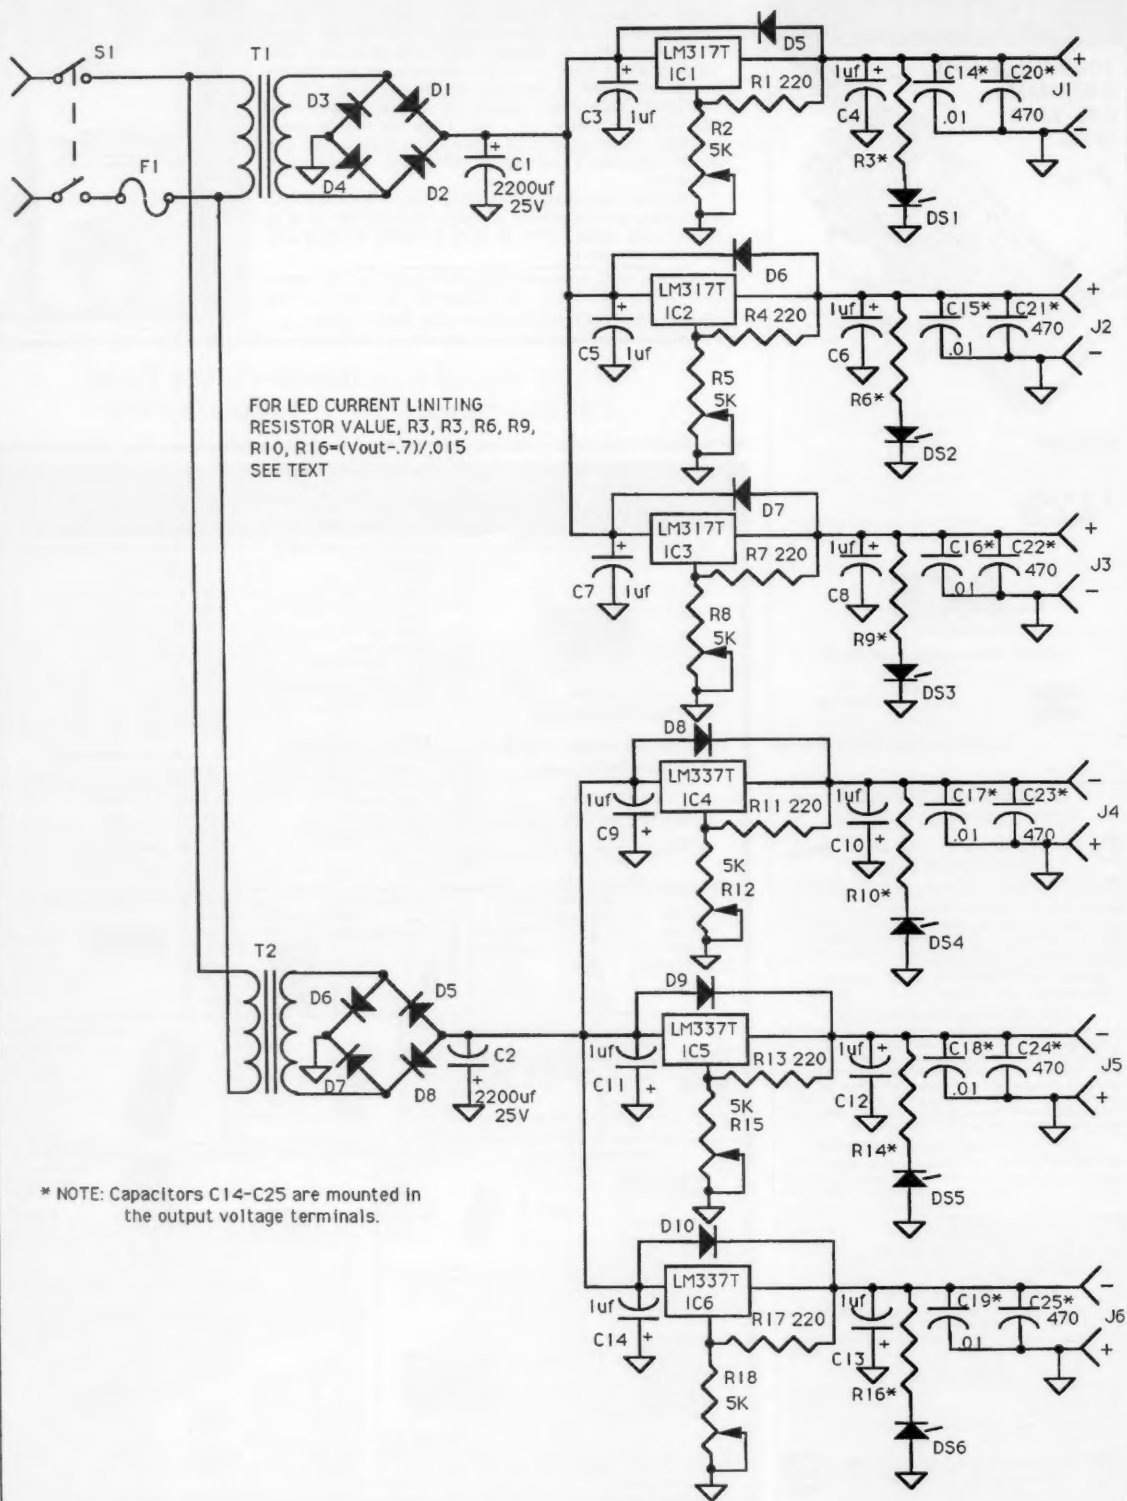 S1
T1
F1
D3
D1
D4
D2
+
C1
2200uf
25V
D5
LM317T
IC1
R1 220
+
C3
1uf
R2
5K
1uf +
C4
R3*
DS1
C14*
.01
C20*
470
+
J1
-
D6
LM317T
IC2
R4 220
+
C5
1uf
R5
5K
1uf +
C6
R6*
DS2
C15*
.01
C21*
470
+
J2
-
FOR LED CURRENT LINITING
RESISTOR VALUE, R3, R3, R6, R9,
R10, R16=(Vout-.7)/.015
SEE TEXT
D7
LM317T
IC3
R7 220
+
C7
1uf
R8
5K
1uf +
C8
R9*
DS3
C16*
.01
C22*
470
+
J3
-
D8
LM337T
IC4
R11 220
1uf
C9
+
5K
R12
1uf
C10
+
R10*
DS4
C17*
.01
C23*
470
-
J4
+
T2
D6
D5
D7
D8
C2
+
2200uf
25V
D9
LM337T
IC5
R13 220
1uf
C11
+
5K
R15
1uf +
C12
R14*
DS5
C18*
.01
C24*
470
-
J5
+
* NOTE: Capacitors C14-C25 are mounted in
the output voltage terminals.
D10
LM337T
IC6
R17 220
1uf
C14
+
R18
5K
1uf
C13
+
R16*
DS6
C19*
.01
C25*
470
-
J6
+